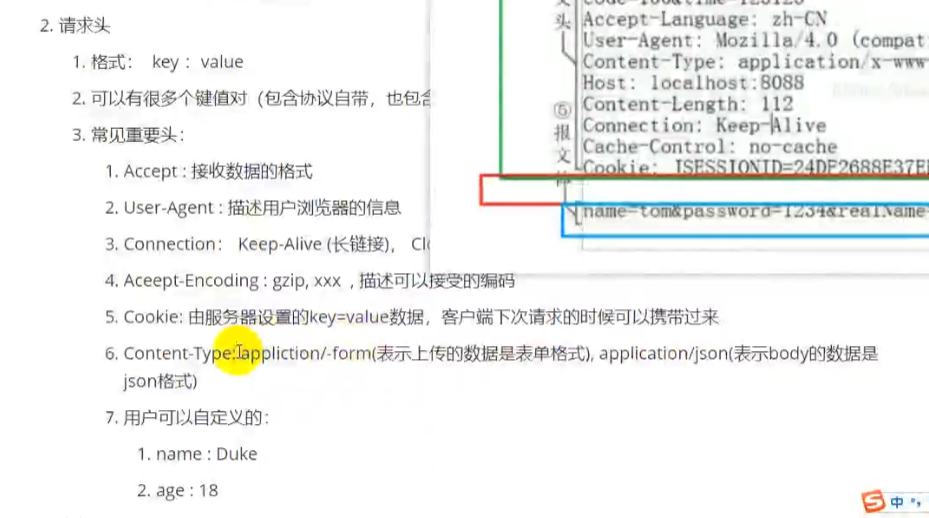 2. 请求头
1. 格式： key : value
2. 可以有很多个键值对（包含协议自带，也包含
3. 常见重要头：
1. Accept : 接收数据的格式
2. User-Agent : 描述用户浏览器的信息
3. Connection： Keep-Alive (长链接)，
4. Aceept-Encoding : gzip, xxx ，描述可以接受的编码
5. Cookie: 由服务器设置的key=value数据，客户端下次请求的时候可以携带过来
6. Content-Type: appliction/-form(表示上传的数据是表单格式), application/json(表示body的数据是
json格式)
7. 用户可以自定义的：
1. name : Duke
2. age : 18
头
Accept-Language: zh-CN
User-Agent: Mozilla/4.0 (compat
Content-Type: application/x-www
Host: localhost:8088
⑤ Content-Length: 112
报 Connection: Keep-Alive
文 Cache-Control: no-cache
Cookie: JSESSIONID=24DF2688E37E
name=tom&password=1234&realName=
中